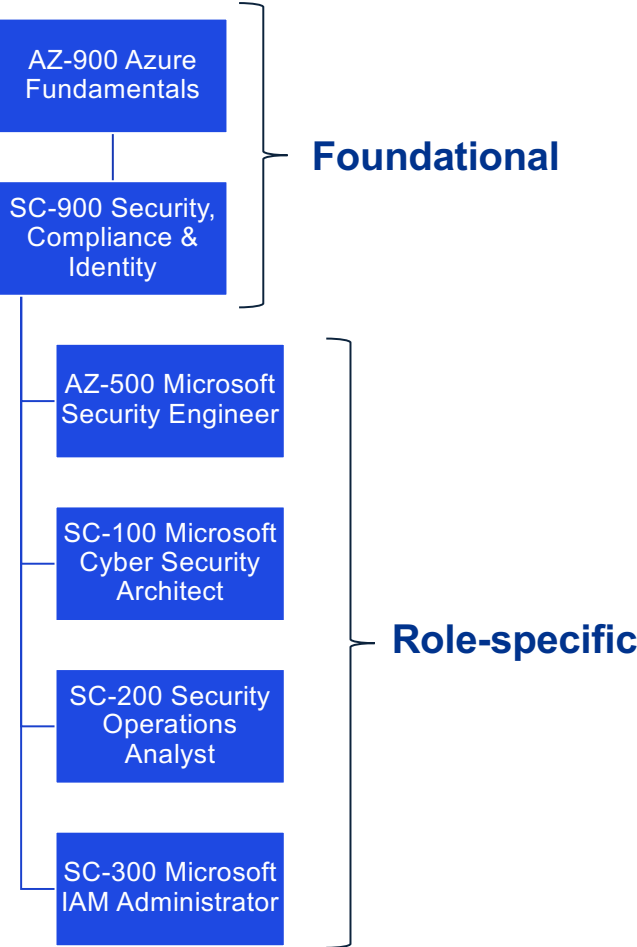 AZ-900 Azure
Fundamentals
Foundational
SC-900 Security,
Compliance &
Identity
AZ-500 Microsoft
Security Engineer
SC-100 Microsoft
Cyber Security
Architect
Role-specific
SC-200 Security
Operations
Analyst
SC-300 Microsoft
IAM Administrator